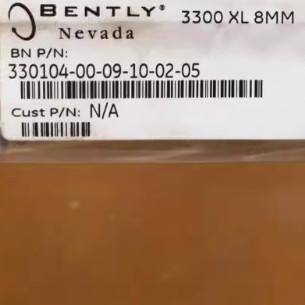 BENTLY® 3300 XL 8MM
Nevada
BN P/N:
330104-00-09-10-02-05
Cust P/N: N/A